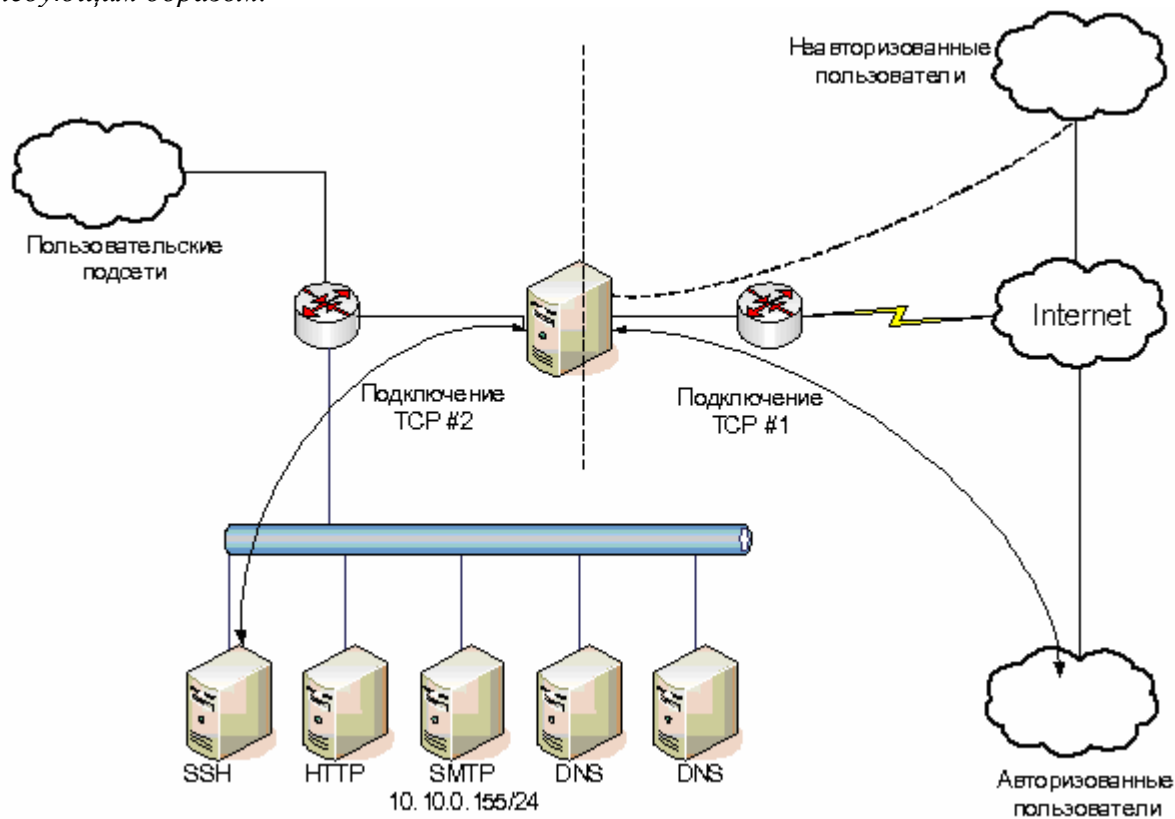 образом:
Неавторизованные
пользователи
Пользовательские
подсети
Internet
Подключение
TCP #2
Подключение
TCP #1
SSH
HTTP
SMTP
DNS
DNS
10.10.0.155/24
Авторизованные
пользователи